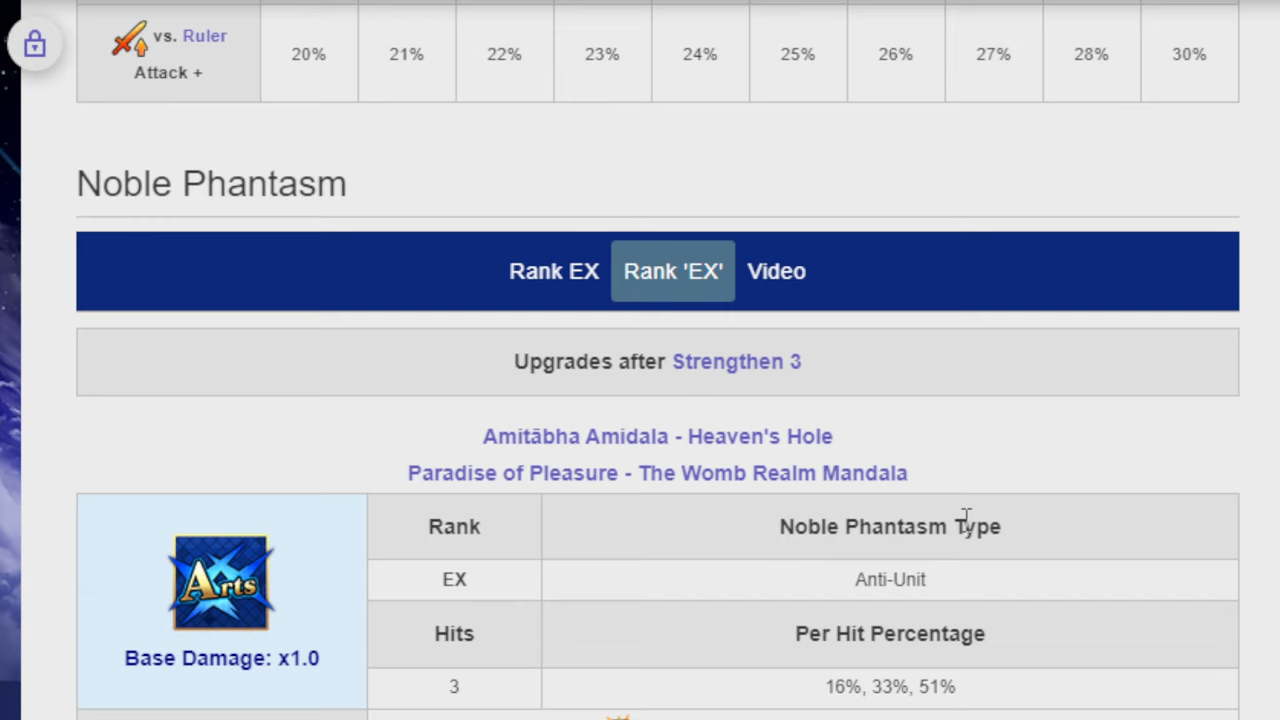 vs. Ruler
Attack +
20% 21% 22% 23% 24% 25% 26% 27% 28% 30%
Noble Phantasm
Rank EX Rank 'EX' Video
Upgrades after Strengthen 3
Amitābha Amidala - Heaven's Hole
Paradise of Pleasure - The Womb Realm Mandala
Arts
Base Damage: x1.0
Rank Noble Phantasm Type
EX Anti-Unit
Hits Per Hit Percentage
3 16%, 33%, 51%